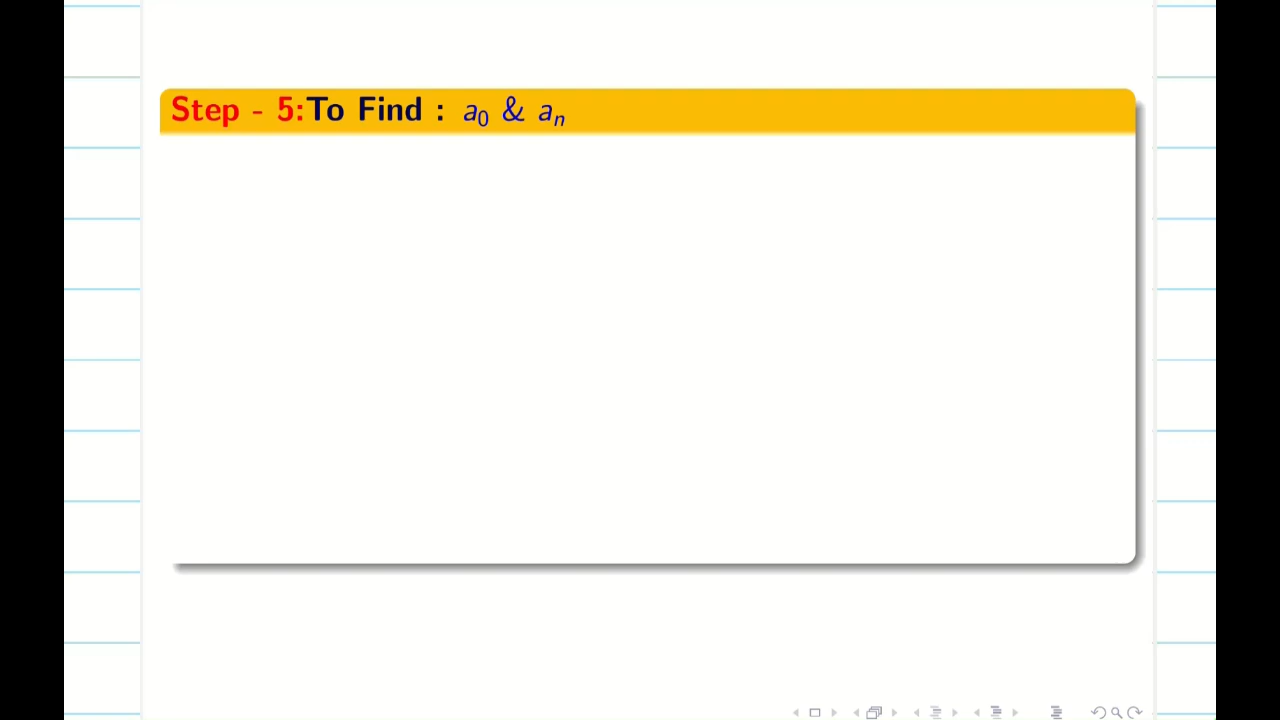 Step - 5:To Find : a₀ & aₙ